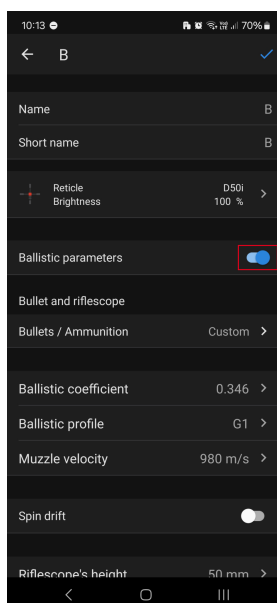 10:13 70%
B
Name B
Short name B
Reticle D50i
Brightness 100 %
Ballistic parameters
Bullet and riflescope
Bullets / Ammunition Custom
Ballistic coefficient 0.346
Ballistic profile G1
Muzzle velocity 980 m/s
Spin drift
Riflescope's height 50 mm